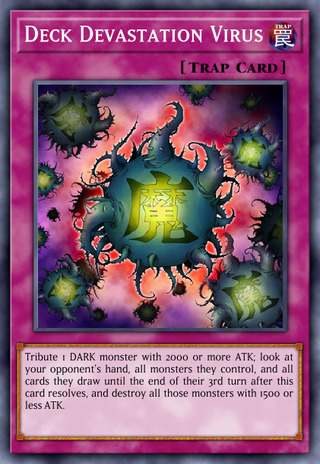 Deck Devastation Virus
TRAP
罠
[Trap Card]
魔
魔
Tribute 1 DARK monster with 2000 or more ATK; look at
your opponent's hand, all monsters they control, and all
cards they draw until the end of their 3rd turn after this
card resolves, and destroy all those monsters with 1500 or
less ATK.